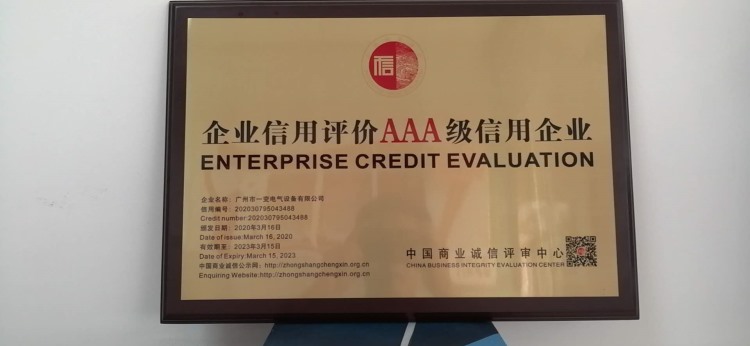 信
企业信用评价AAA级信用企业
ENTERPRISE CREDIT EVALUATION
企业名称：广州市一变电气设备有限公司
信用编号：202030795043488
Credit number:202030795043488
颁发日期：2020年3月16日
Date of issue:March 16, 2020
有效期至：2023年3月15日
Date of Expiry:March 15, 2023
中国商业诚信公示网：http://zhongshangchengxin.org.cn
Enquiring Website:http://zhongshangchengxin.org.cn
中国商业诚信评审中心
CHINA BUSINESS INTEGRITY EVALUATION CENTER